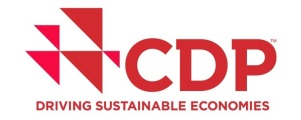 CDP™
DRIVING SUSTAINABLE ECONOMIES